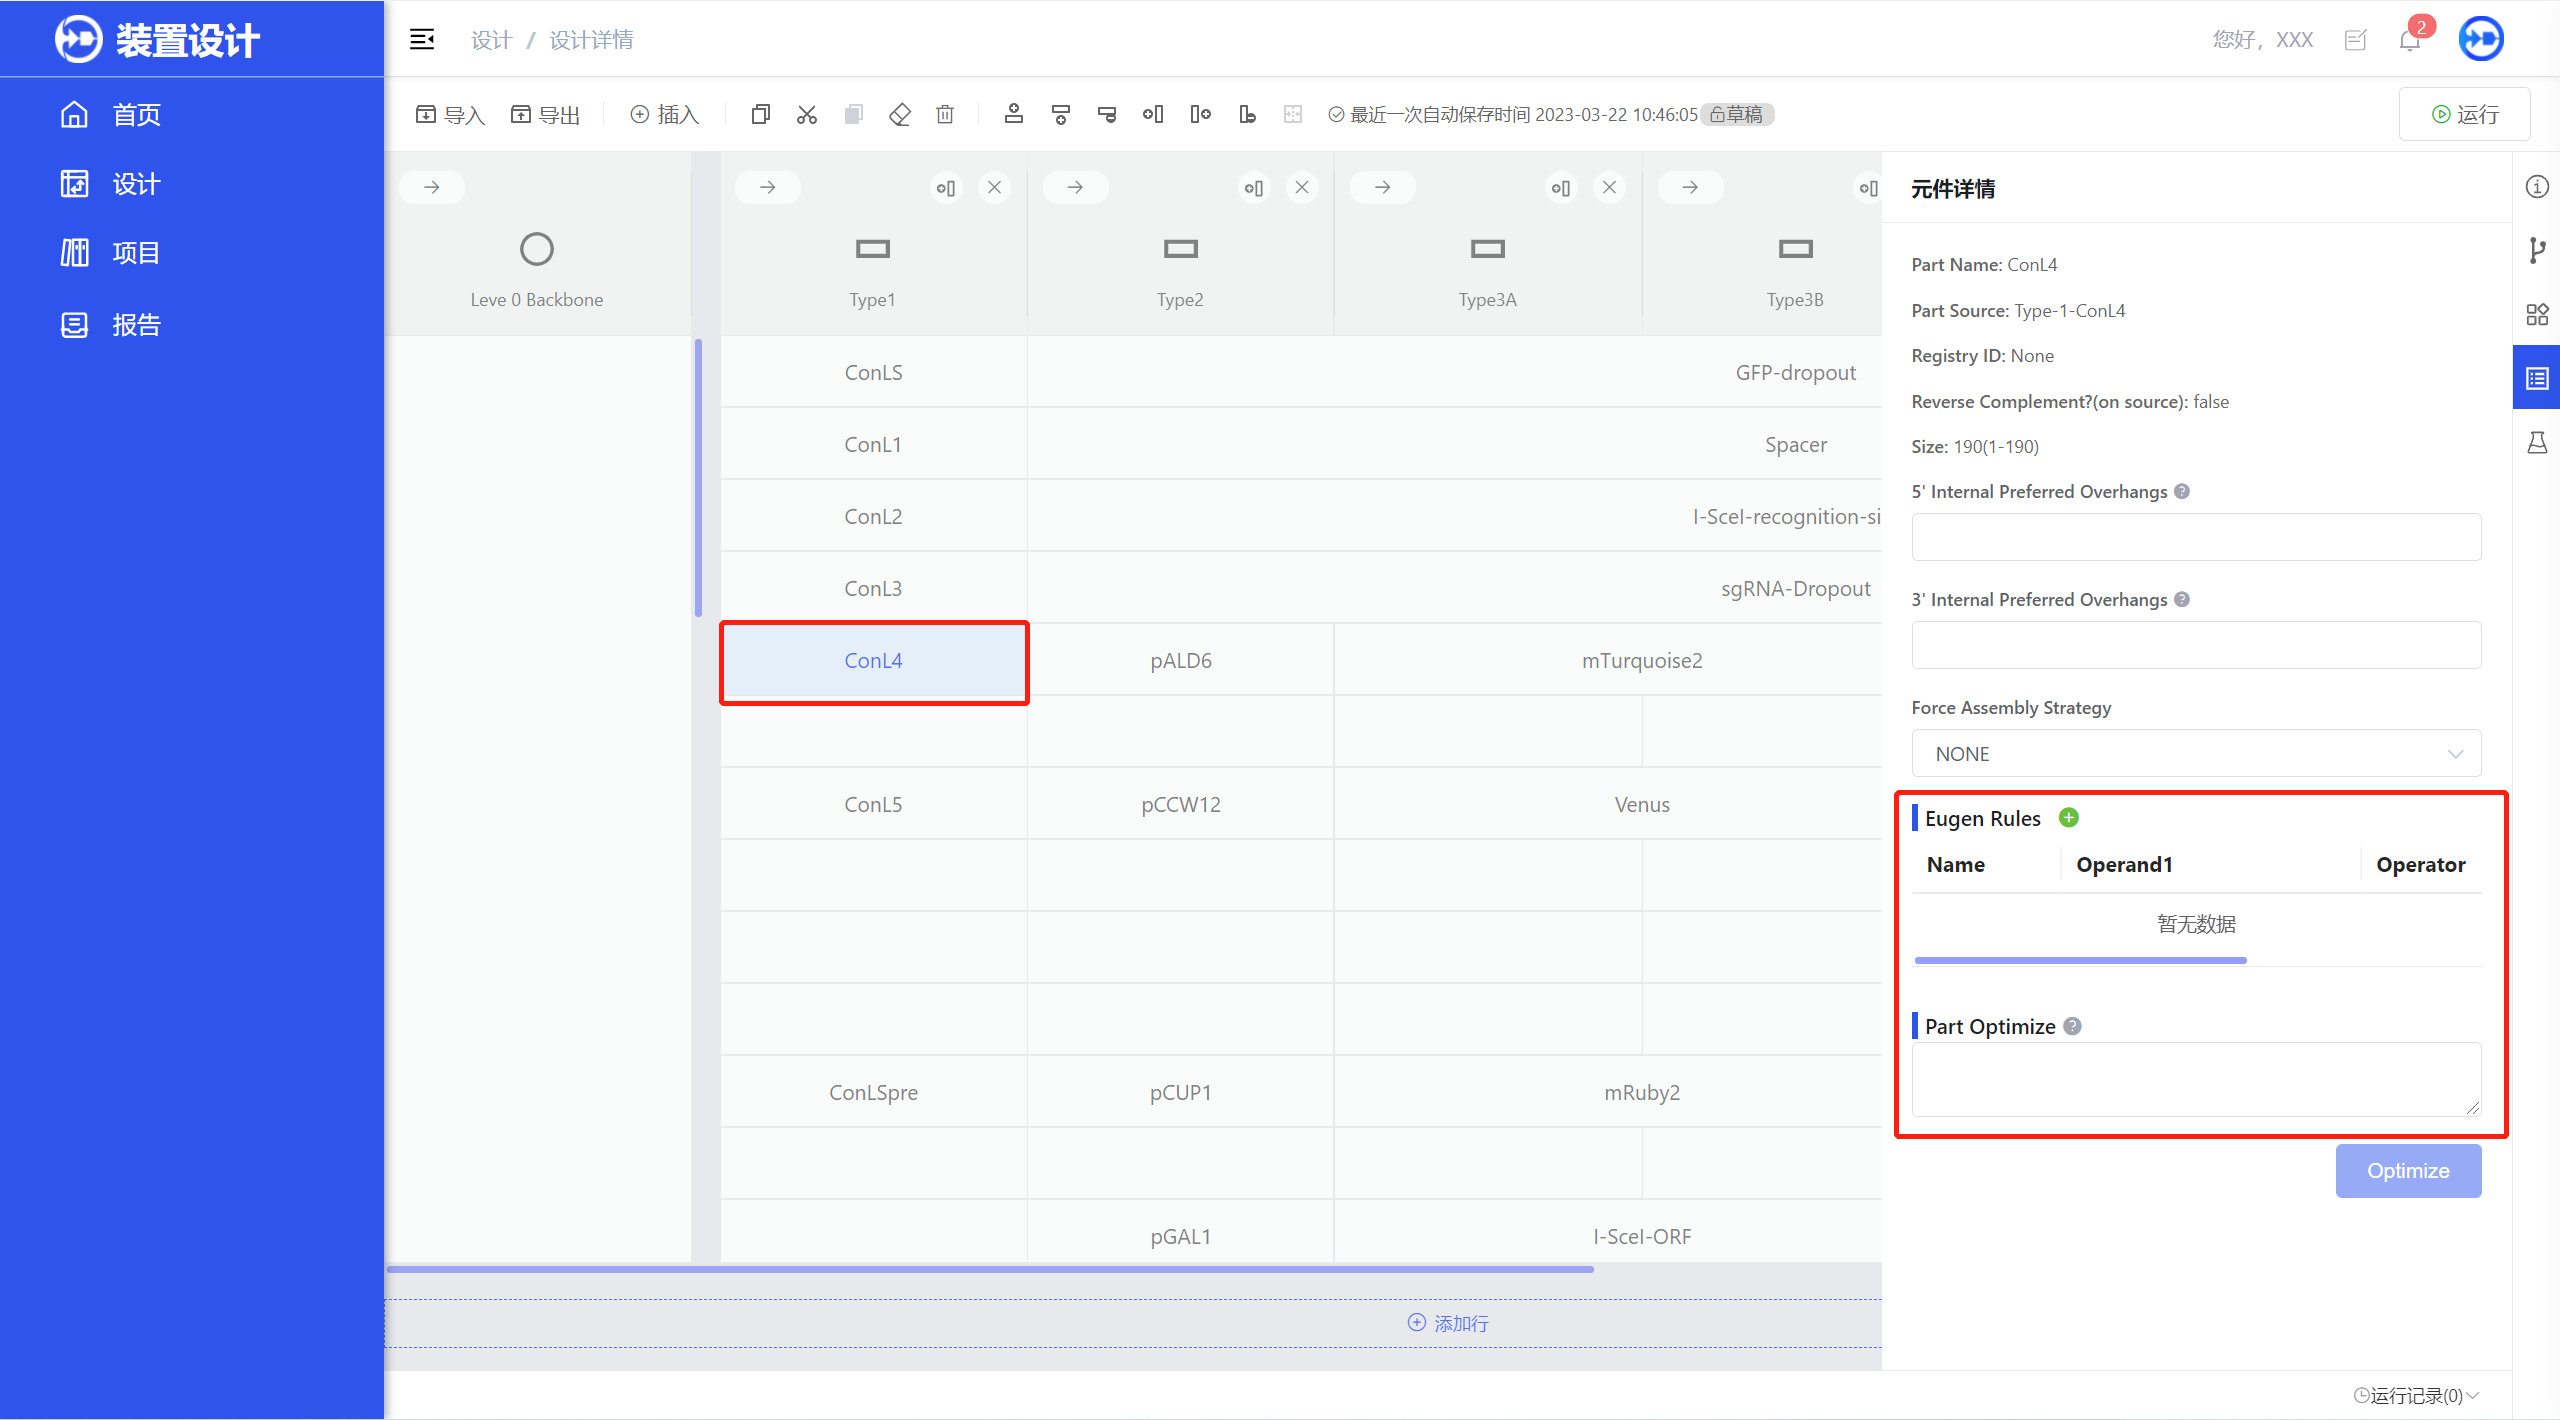 装置设计
设计 / 设计详情
您好，XXX
2
首页
设计
项目
报告
导入
导出
插入
最近一次自动保存时间 2023-03-22 10:46:05
草稿
运行
Leve 0 Backbone
Type1
Type2
Type3A
Type3B
ConLS
GFP-dropout
ConL1
Spacer
ConL2
I-SceI-recognition-si
ConL3
sgRNA-Dropout
ConL4
pALD6
mTurquoise2
ConL5
pCCW12
Venus
ConLSpre
pCUP1
mRuby2
pGAL1
I-SceI-ORF
添加行
元件详情
Part Name: ConL4
Part Source: Type-1-ConL4
Registry ID: None
Reverse Complement?(on source): false
Size: 190(1-190)
5' Internal Preferred Overhangs
3' Internal Preferred Overhangs
Force Assembly Strategy
NONE
Eugen Rules
Name Operand1 Operator
暂无数据
Part Optimize
Optimize
运行记录(0)